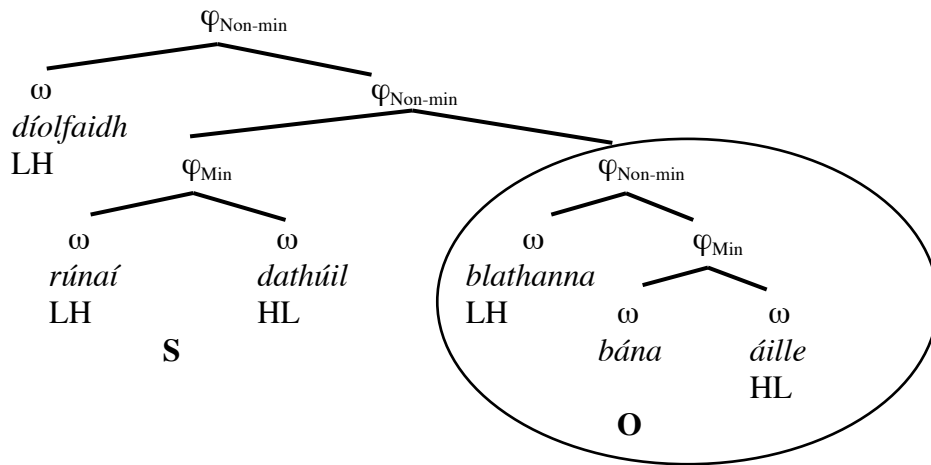 φNon-min
ω φNon-min
díolfaidh
LH
φMin φNon-min
ω ω ω φMin
rúnaí dathúil blathanna
LH HL LH ω ω
S bána áille
HL
O